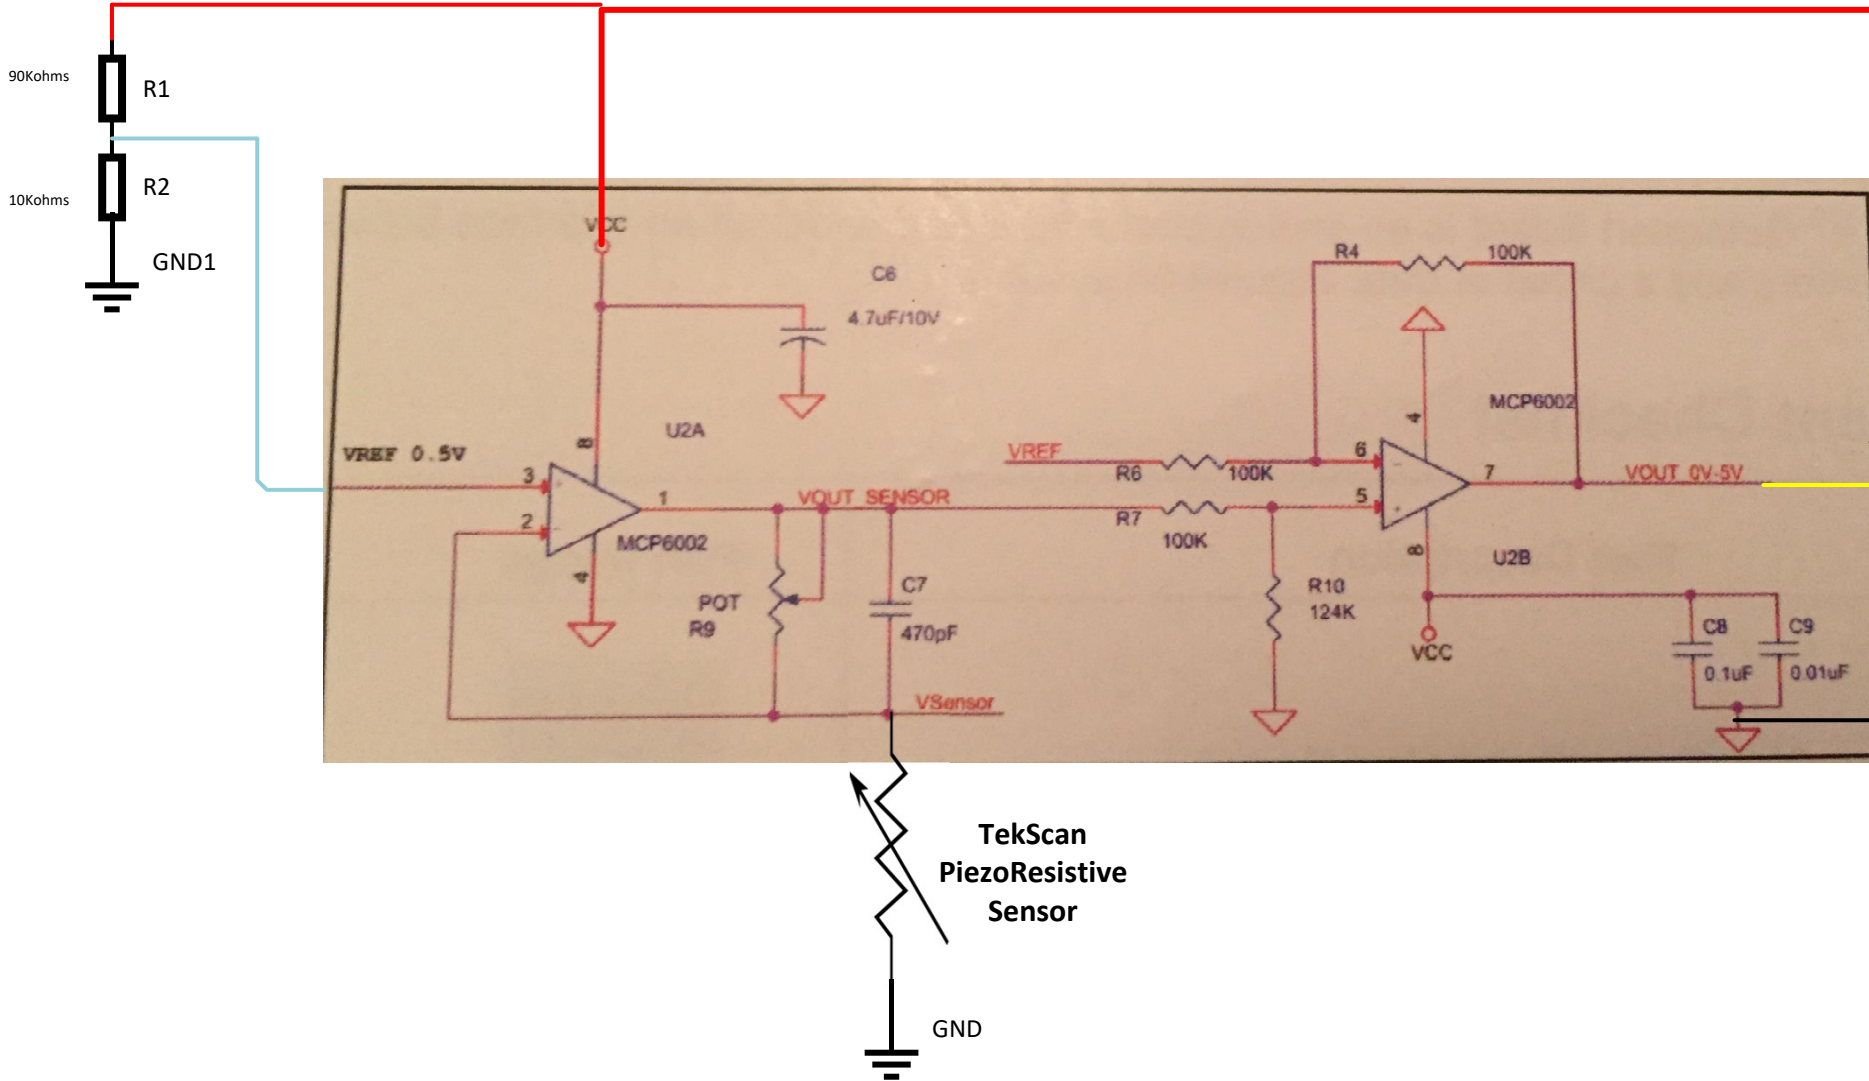 90Kohms
R1
R2
10Kohms
GND1
VCC
C6
4.7uF/10V
R4
100K
MCP6002
4
U2A
8
VREF 0.5V
3
VREF
R6
100K
6
7
VOUT 0V-5V
1
VOUT SENSOR
5
R7
2
MCP6002
100K
8
U2B
4
POT
R9
C7
470pF
R10
124K
VCC
C8
0.1uF
C9
0.01uF
VSensor
TekScan
PiezoResistive
Sensor
GND